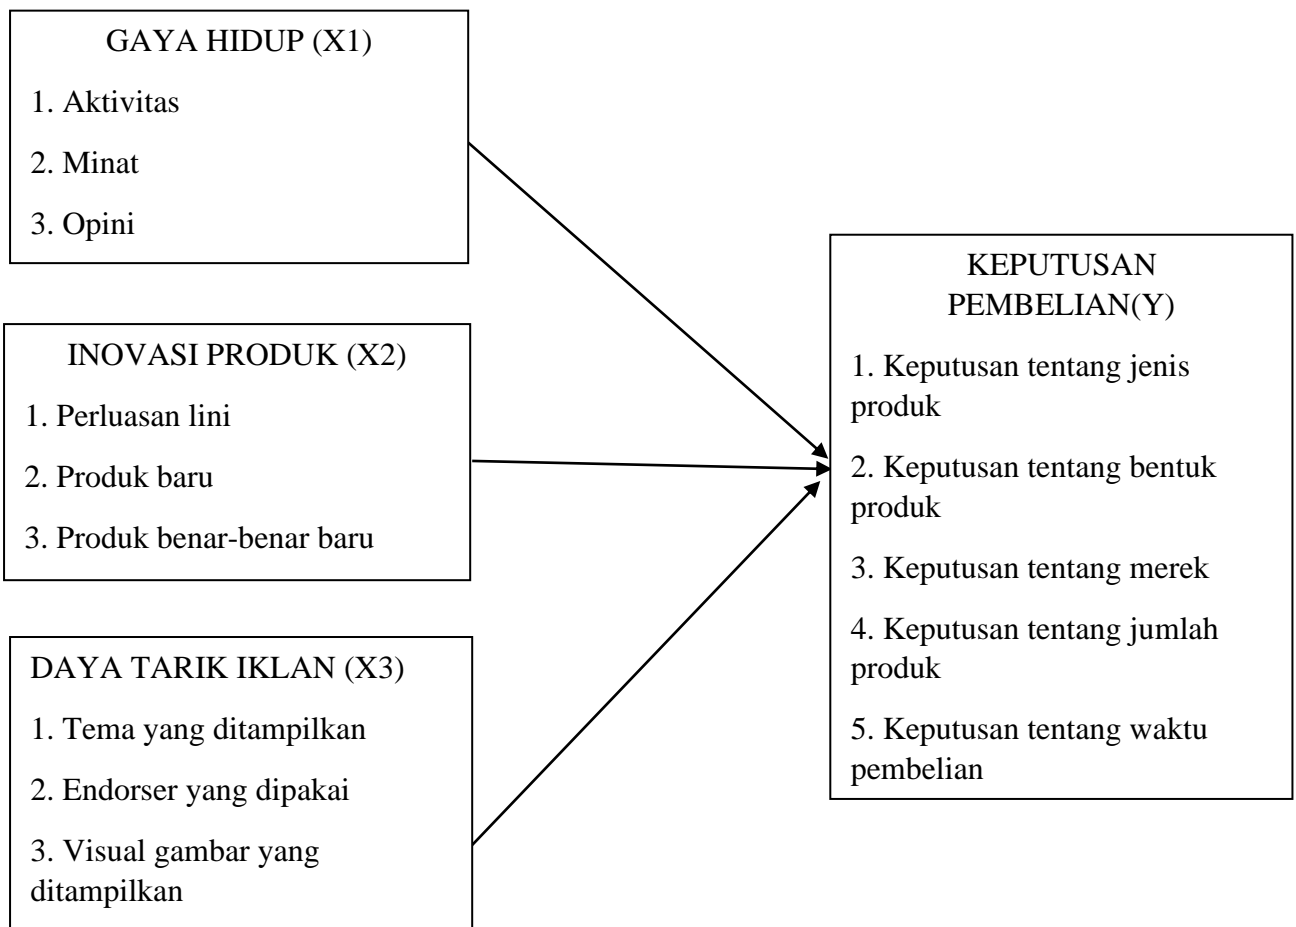 GAYA HIDUP (X1)
1. Aktivitas
2. Minat
3. Opini
INOVASI PRODUK (X2)
1. Perluasan lini
2. Produk baru
3. Produk benar-benar baru
DAYA TARIK IKLAN (X3)
1. Tema yang ditampilkan
2. Endorser yang dipakai
3. Visual gambar yang
ditampilkan
KEPUTUSAN
PEMBELIAN(Y)
1. Keputusan tentang jenis
produk
2. Keputusan tentang bentuk
produk
3. Keputusan tentang merek
4. Keputusan tentang jumlah
produk
5. Keputusan tentang waktu
pembelian